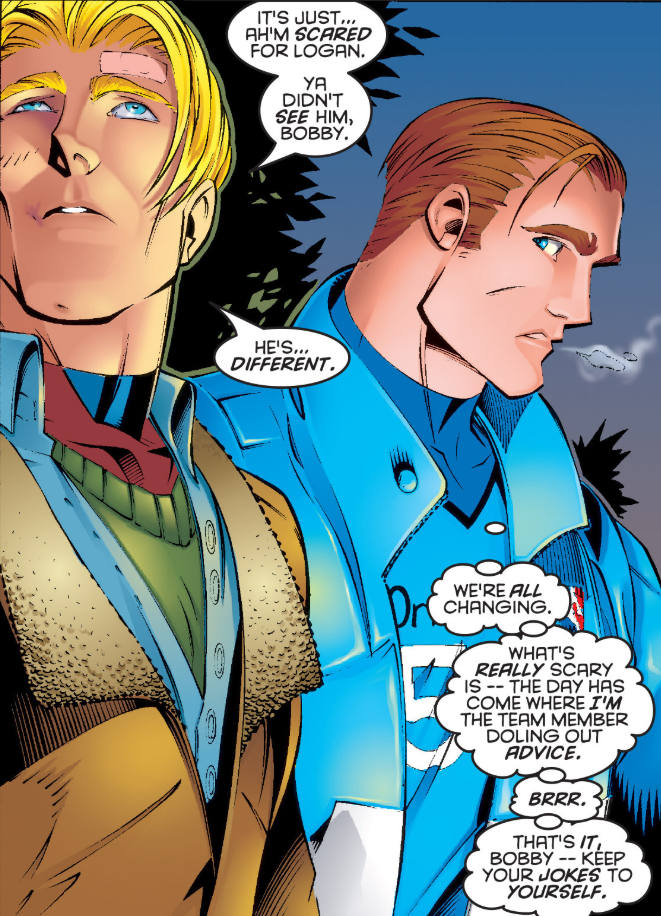 IT'S JUST...
AH'M SCARED
FOR LOGAN.
YA
DIDN'T
SEE HIM,
BOBBY.
HE'S...
DIFFERENT.
WE'RE ALL
CHANGING.
WHAT'S
REALLY SCARY
IS -- THE DAY HAS
COME WHERE I'M
THE TEAM MEMBER
DOLING OUT
ADVICE.
BRRR.
THAT'S IT,
BOBBY -- KEEP
YOUR JOKES TO
YOURSELF.
Dr
5